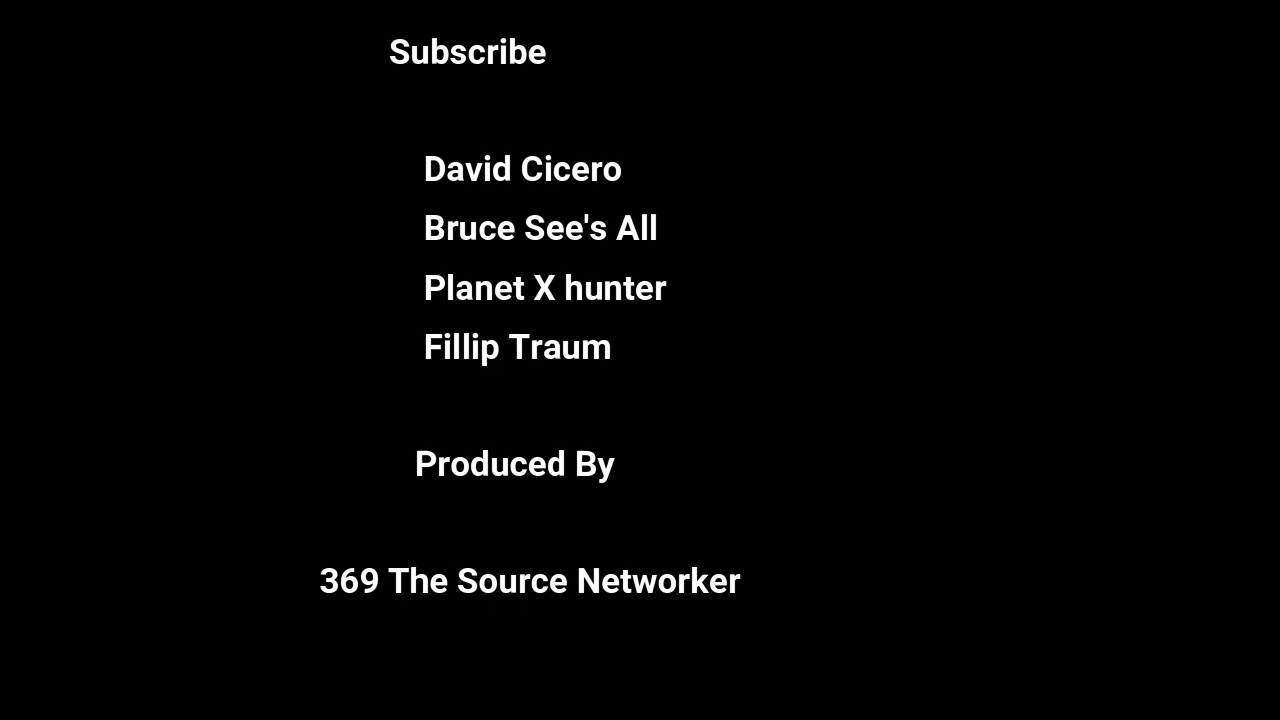 Subscribe
David Cicero
Bruce See's All
Planet X hunter
Fillip Traum
Produced By
369 The Source Networker